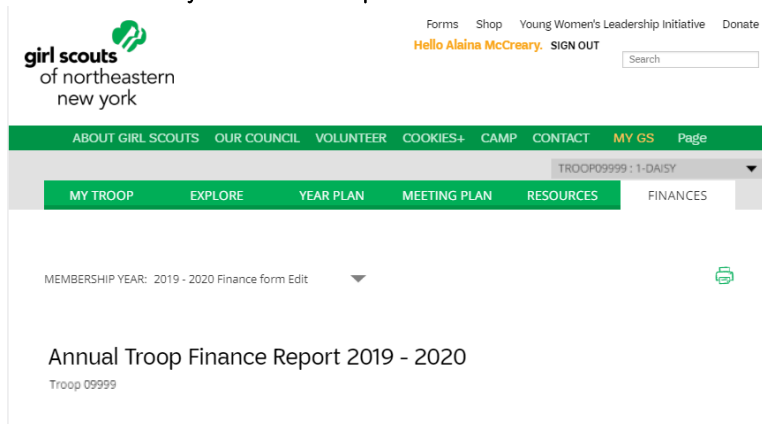 Forms Shop Young Women's Leadership Initiative Donate
Hello Alaina McCreary. SIGN OUT
Search
girl scouts
of northeastern
new york
ABOUT GIRL SCOUTS OUR COUNCIL VOLUNTEER COOKIES+ CAMP CONTACT MY GS Page
TROOP09999 : 1-DAISY
MY TROOP EXPLORE YEAR PLAN MEETING PLAN RESOURCES FINANCES
MEMBERSHIP YEAR: 2019 - 2020 Finance form Edit
Annual Troop Finance Report 2019 - 2020
Troop 09999